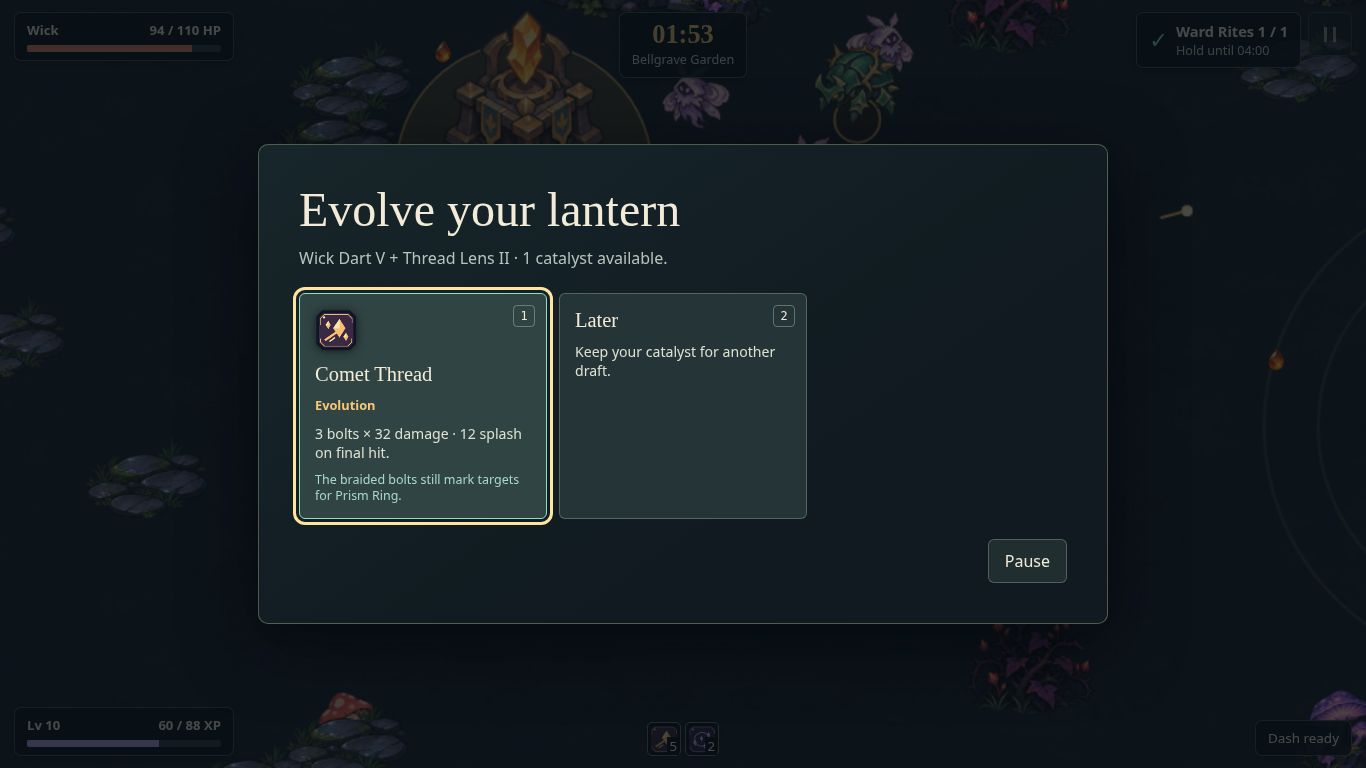 Wick 94 / 110 HP
01:53
Bellgrave Garden
✓ Ward Rites 1 / 1
Hold until 04:00
Evolve your lantern
Wick Dart V + Thread Lens II · 1 catalyst available.
1
Comet Thread
Evolution
3 bolts × 32 damage · 12 splash
on final hit.
The braided bolts still mark targets
for Prism Ring.
Later 2
Keep your catalyst for another
draft.
Pause
Lv 10 60 / 88 XP
5 2
Dash ready